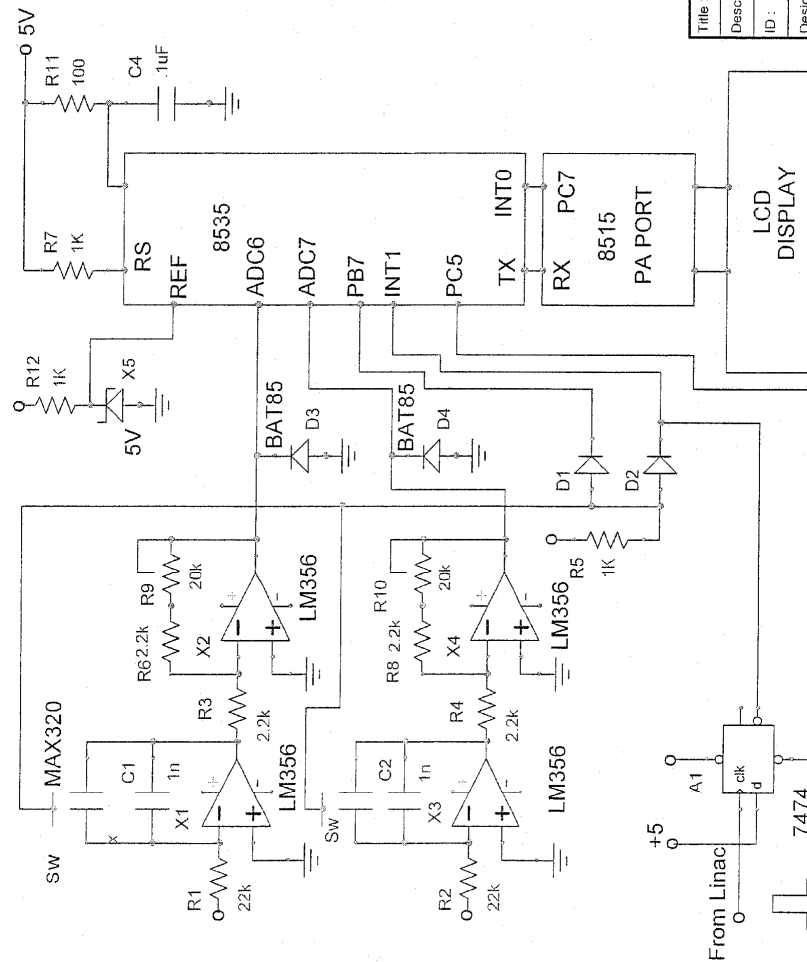 Title :
Desc
ID :
Desig
5V
R11
100
C4
.1uF
R7
1K
R12
1K
X5
5V
RS
REF
8535
ADC6
ADC7
PB7
INT1
PC5
TX
INT0
RX
PC7
8515
PA PORT
LCD
DISPLAY
BAT85
D3
BAT85
D4
D1
D2
R5
1K
MAX320
SW
C1
1n
X1
x
R1
22k
LM356
R3
2.2k
R6 2.2k
R9
20k
X2
LM356
SW
C2
1n
X3
R2
22k
LM356
R4
2.2k
R8 2.2k
R10
20k
X4
LM356
+5
A1
clk
d
7474
From Linac